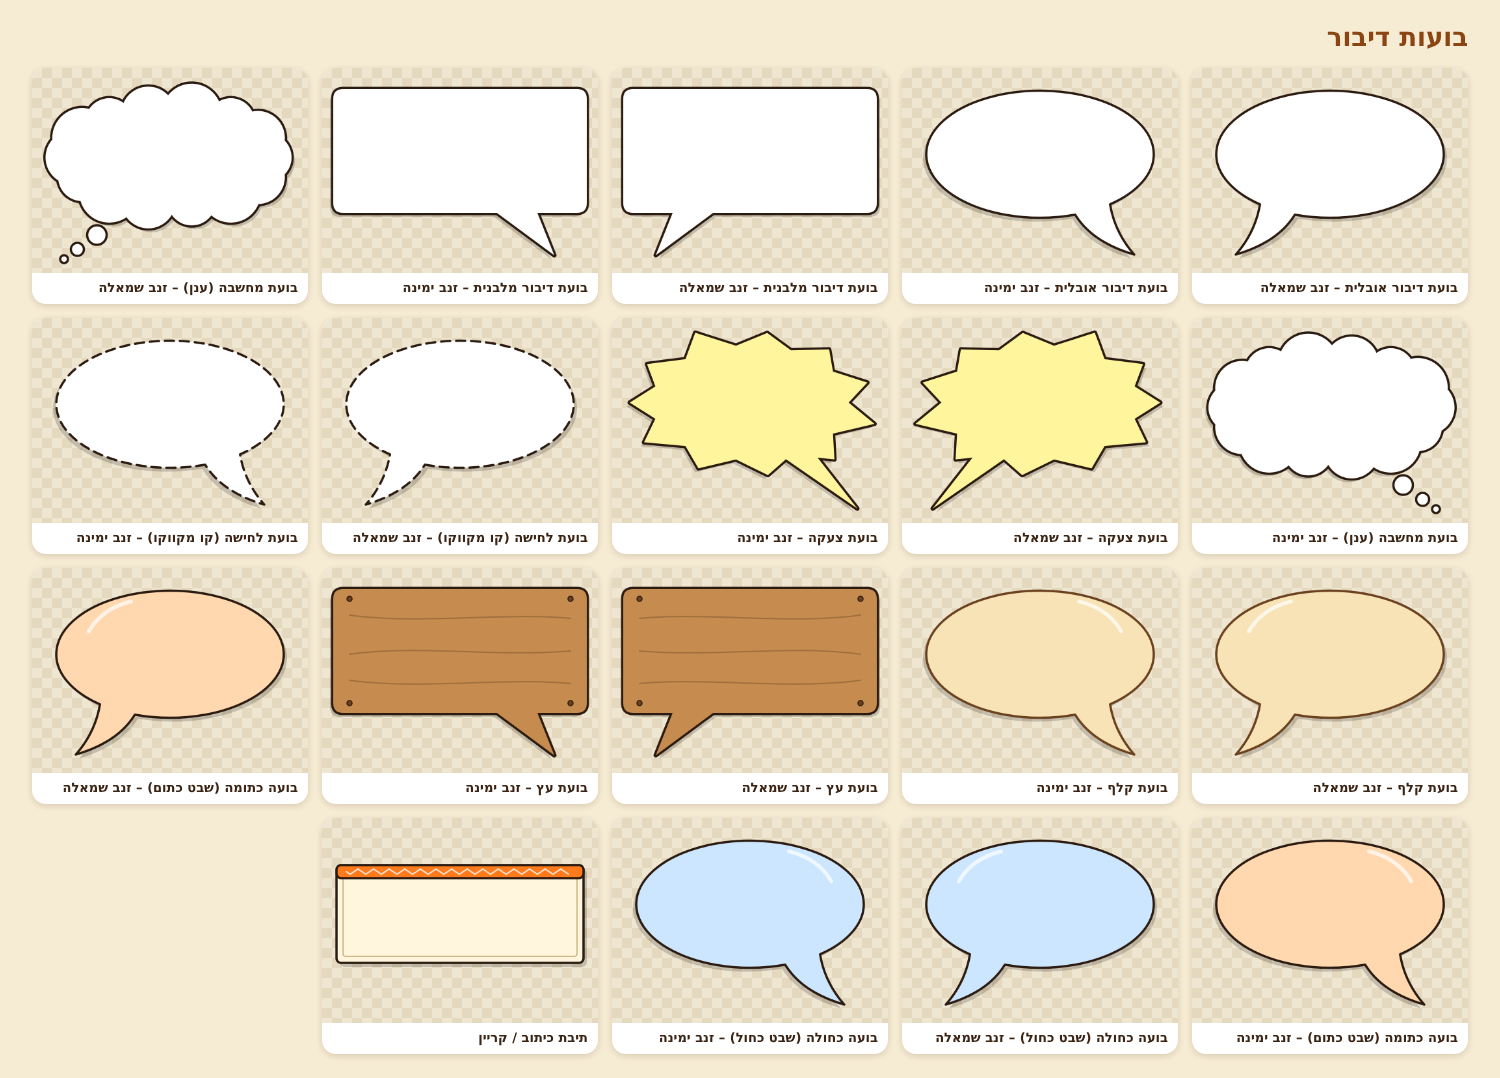 בועות דיבור
בועת דיבור אובלית – זנב שמאלה
בועת דיבור אובלית – זנב ימינה
בועת דיבור מלבנית – זנב שמאלה
בועת דיבור מלבנית – זנב ימינה
בועת מחשבה (ענן) – זנב שמאלה
בועת מחשבה (ענן) – זנב ימינה
בועת צעקה – זנב שמאלה
בועת צעקה – זנב ימינה
בועת לחישה (קו מקווקו) – זנב שמאלה
בועת לחישה (קו מקווקו) – זנב ימינה
בועת קלף – זנב שמאלה
בועת קלף – זנב ימינה
בועת עץ – זנב שמאלה
בועת עץ – זנב ימינה
בועה כתומה (שבט כתום) – זנב שמאלה
בועה כתומה (שבט כתום) – זנב ימינה
בועה כחולה (שבט כחול) – זנב שמאלה
בועה כחולה (שבט כחול) – זנב ימינה
תיבת כיתוב / קריין